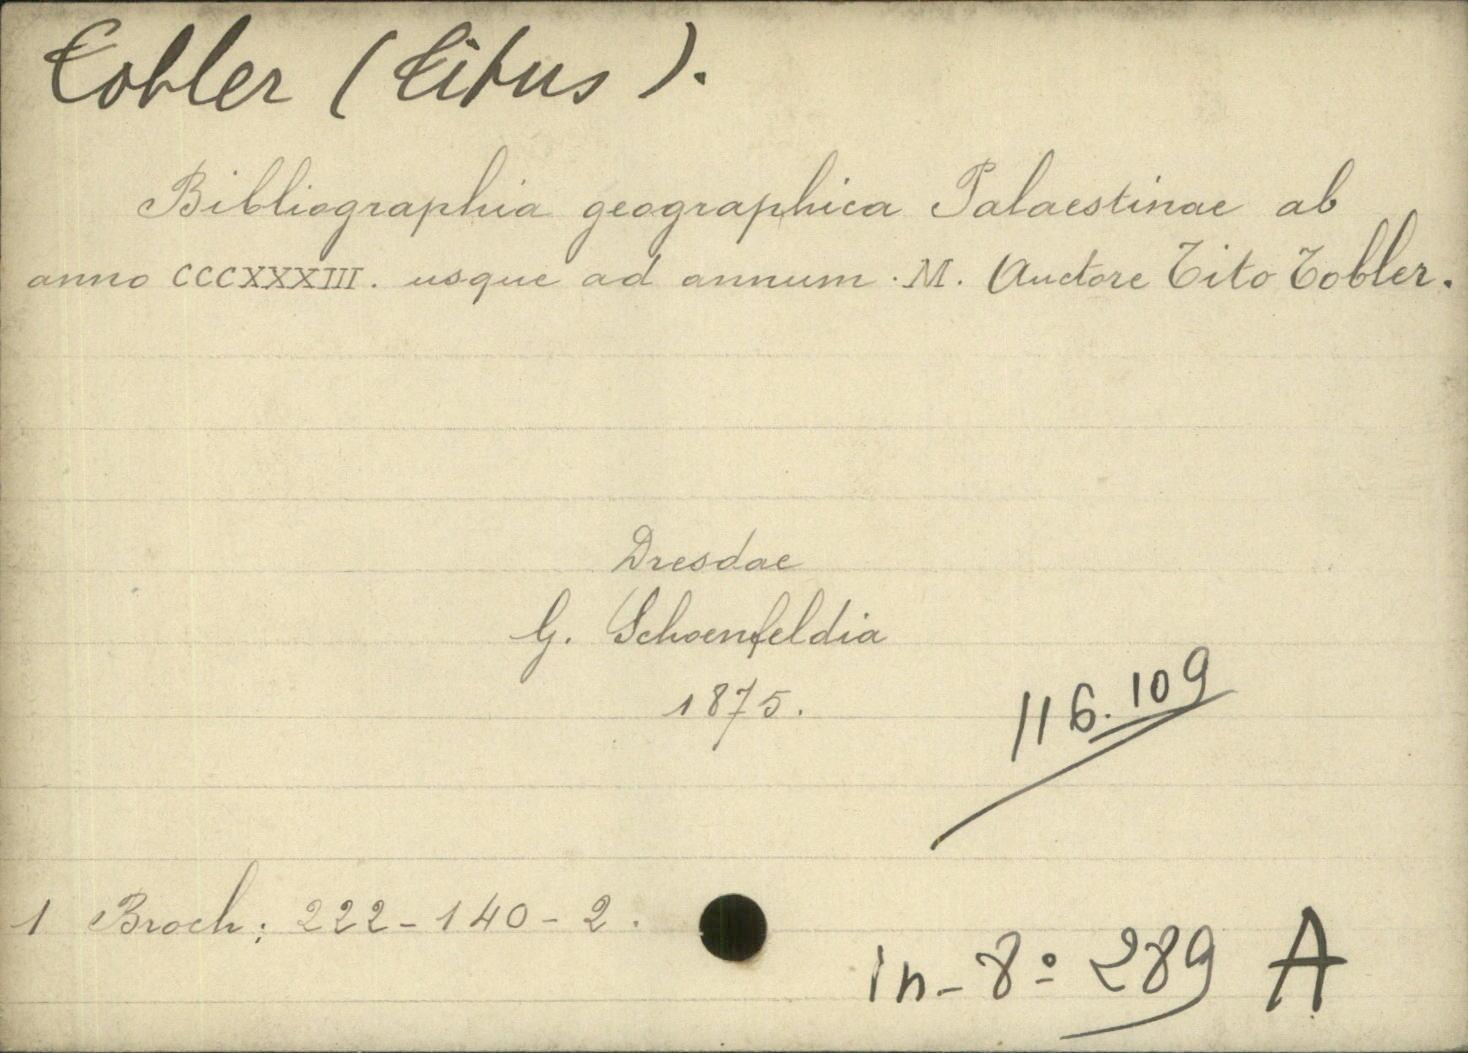 Tobler (Titus).
Bibliographia geographica Palaestinae ab
anno CCCXXXIII. usque ad annum M. Auctore Tito Tobler.
Dresdae
G. Schoenfeldia
1875.
116.109
1 Broch: 222-140-2.
in-8º 289 A